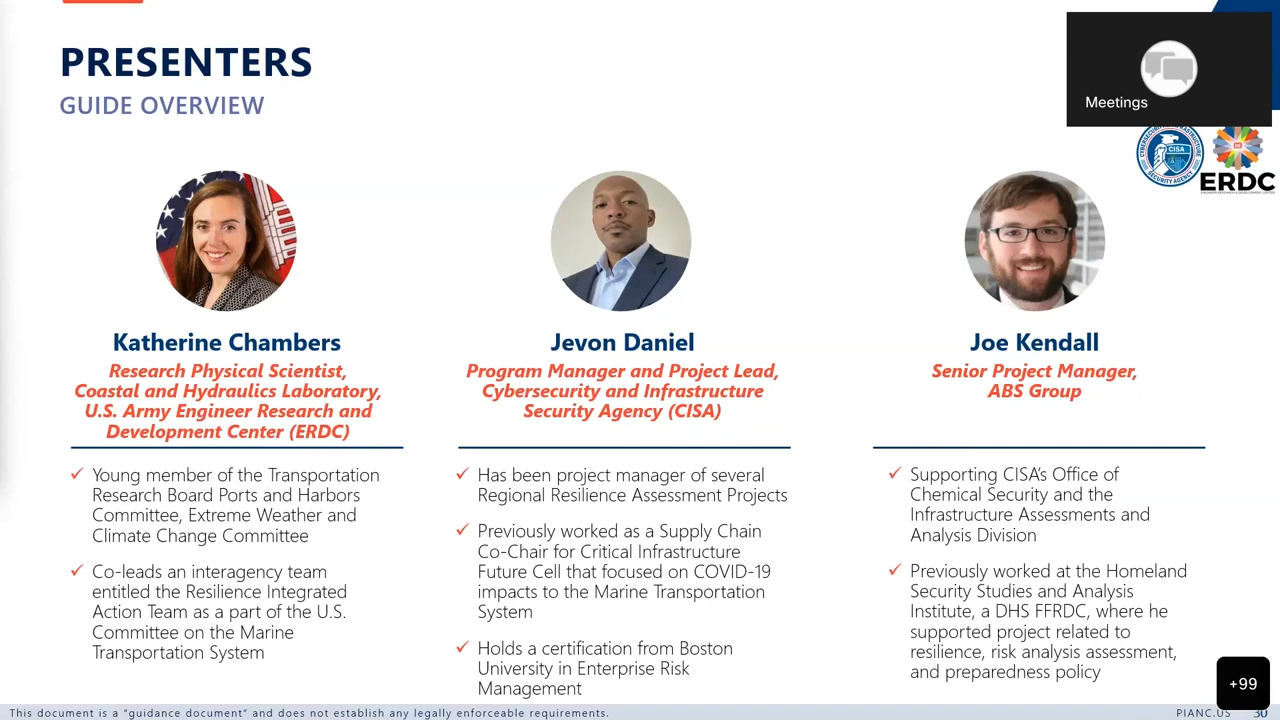 PRESENTERS
GUIDE OVERVIEW
Meetings
CISA
SECURITY AGENCY
ERDC
Katherine Chambers
Research Physical Scientist,
Coastal and Hydraulics Laboratory,
U.S. Army Engineer Research and
Development Center (ERDC)
Young member of the Transportation
Research Board Ports and Harbors
Committee, Extreme Weather and
Climate Change Committee
Co-leads an interagency team
entitled the Resilience Integrated
Action Team as a part of the U.S.
Committee on the Marine
Transportation System
Jevon Daniel
Program Manager and Project Lead,
Cybersecurity and Infrastructure
Security Agency (CISA)
Has been project manager of several
Regional Resilience Assessment Projects
Previously worked as a Supply Chain
Co-Chair for Critical Infrastructure
Future Cell that focused on COVID-19
impacts to the Marine Transportation
System
Holds a certification from Boston
University in Enterprise Risk
Management
Joe Kendall
Senior Project Manager,
ABS Group
Supporting CISA's Office of
Chemical Security and the
Infrastructure Assessments and
Analysis Division
Previously worked at the Homeland
Security Studies and Analysis
Institute, a DHS FFRDC, where he
supported project related to
resilience, risk analysis assessment,
and preparedness policy
+99
This document is a "guidance document" and does not establish any legally enforceable requirements.
PIANC.US 30